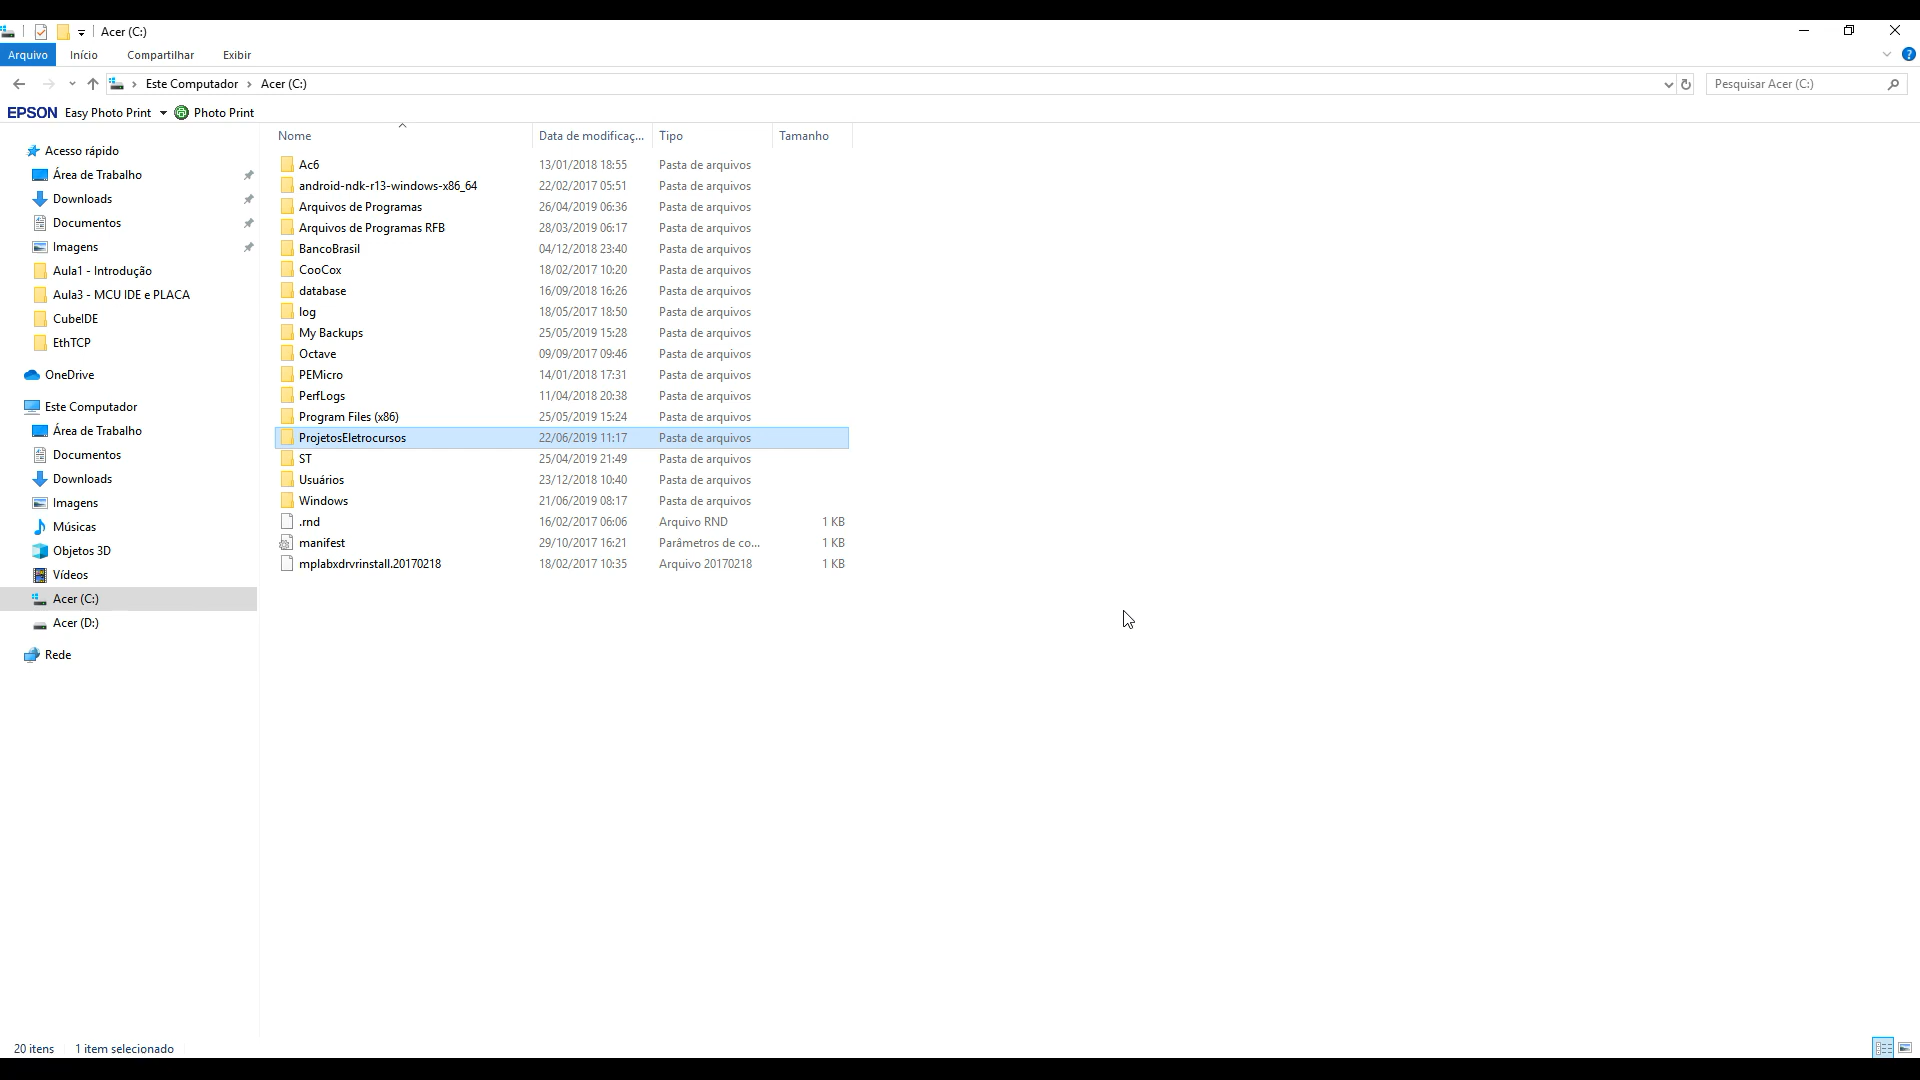 Acer (C:)
Arquivo Início Compartilhar Exibir
Este Computador Acer (C:) Pesquisar Acer (C:)
EPSON Easy Photo Print Photo Print
Nome Data de modificaç... Tipo Tamanho
Acesso rápido
Área de Trabalho
Downloads
Documentos
Imagens
Aula1 - Introdução
Aula3 - MCU IDE e PLACA
CubeIDE
EthTCP
OneDrive
Este Computador
Área de Trabalho
Documentos
Downloads
Imagens
Músicas
Objetos 3D
Vídeos
Acer (C:)
Acer (D:)
Rede
Ac6 13/01/2018 18:55 Pasta de arquivos
android-ndk-r13-windows-x86_64 22/02/2017 05:51 Pasta de arquivos
Arquivos de Programas 26/04/2019 06:36 Pasta de arquivos
Arquivos de Programas RFB 28/03/2019 06:17 Pasta de arquivos
BancoBrasil 04/12/2018 23:40 Pasta de arquivos
CooCox 18/02/2017 10:20 Pasta de arquivos
database 16/09/2018 16:26 Pasta de arquivos
log 18/05/2017 18:50 Pasta de arquivos
My Backups 25/05/2019 15:28 Pasta de arquivos
Octave 09/09/2017 09:46 Pasta de arquivos
PEMicro 14/01/2018 17:31 Pasta de arquivos
PerfLogs 11/04/2018 20:38 Pasta de arquivos
Program Files (x86) 25/05/2019 15:24 Pasta de arquivos
ProjetosEletrocursos 22/06/2019 11:17 Pasta de arquivos
ST 25/04/2019 21:49 Pasta de arquivos
Usuários 23/12/2018 10:40 Pasta de arquivos
Windows 21/06/2019 08:17 Pasta de arquivos
.rnd 16/02/2017 06:06 Arquivo RND 1 KB
manifest 29/10/2017 16:21 Parâmetros de co... 1 KB
mplabxdrvrinstall.20170218 18/02/2017 10:35 Arquivo 20170218 1 KB
20 itens 1 item selecionado